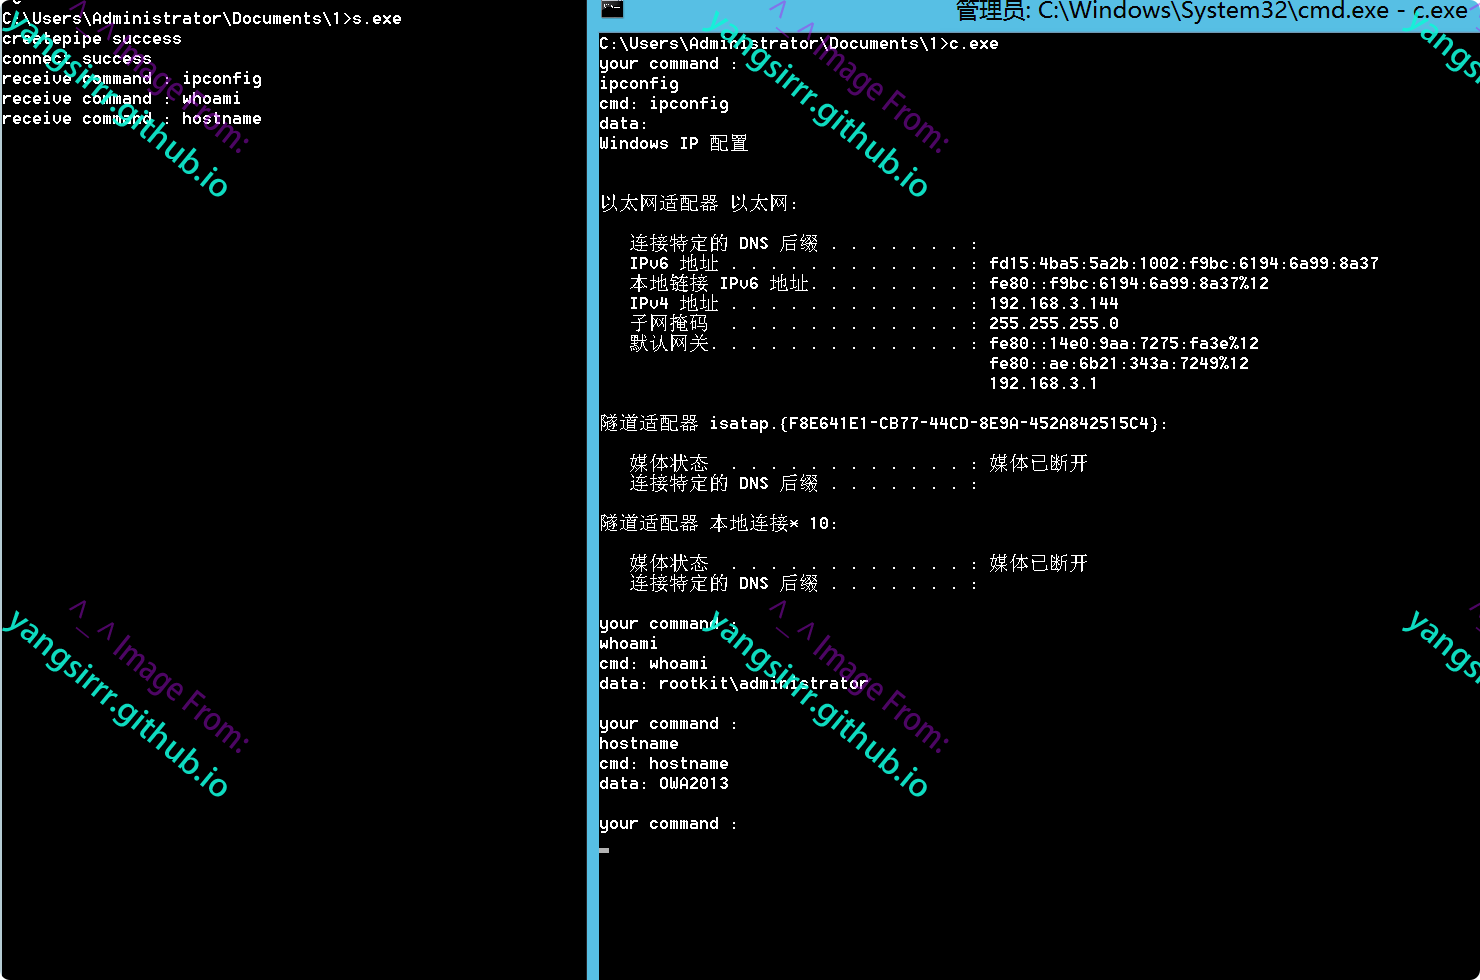 C:\Users\Administrator\Documents\1>s.exe
createpipe success
connect success
receive command : ipconfig
receive command : whoami
receive command : hostname
管理员: C:\Windows\System32\cmd.exe - c.exe
C:\Users\Administrator\Documents\1>c.exe
your command :
ipconfig
cmd: ipconfig
data:
Windows IP 配置
以太网适配器 以太网:
连接特定的 DNS 后缀 . . . . . . . :
IPv6 地址 . . . . . . . . . . . . : fd15:4ba5:5a2b:1002:f9bc:6194:6a99:8a37
本地链接 IPv6 地址. . . . . . . . : fe80::f9bc:6194:6a99:8a37%12
IPv4 地址 . . . . . . . . . . . . : 192.168.3.144
子网掩码  . . . . . . . . . . . . : 255.255.255.0
默认网关. . . . . . . . . . . . . : fe80::14e0:9aa:7275:fa3e%12
fe80::ae:6b21:343a:7249%12
192.168.3.1
隧道适配器 isatap.{F8E641E1-CB77-44CD-8E9A-452A842515C4}:
媒体状态  . . . . . . . . . . . . : 媒体已断开
连接特定的 DNS 后缀 . . . . . . . :
隧道适配器 本地连接* 10:
媒体状态  . . . . . . . . . . . . : 媒体已断开
连接特定的 DNS 后缀 . . . . . . . :
your command :
whoami
cmd: whoami
data: rootkit\administrator
your command :
hostname
cmd: hostname
data: OWA2013
your command :
^_^ Image From:
yangsirrr.github.io
^_^ Image From:
yangsirrr.github.io
yangsi
^_^ Image From:
yangsirrr.github.io
^_^ Image From:
yangsirrr.github.io
yangsi